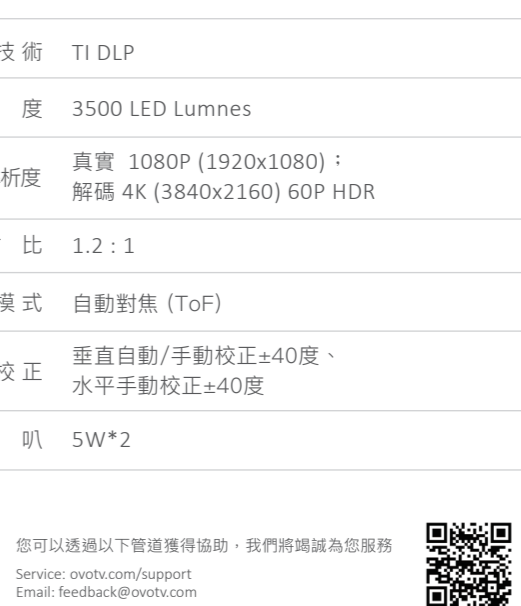 技術 TI DLP
度 3500 LED Lumnes
析度 真實 1080P (1920x1080)；
解碼 4K (3840x2160) 60P HDR
比 1.2 : 1
模式 自動對焦 (ToF)
校正 垂直自動/手動校正±40度、
水平手動校正±40度
叭 5W*2
您可以透過以下管道獲得協助，我們將竭誠為您服務
Service: ovotv.com/support
Email: feedback@ovotv.com